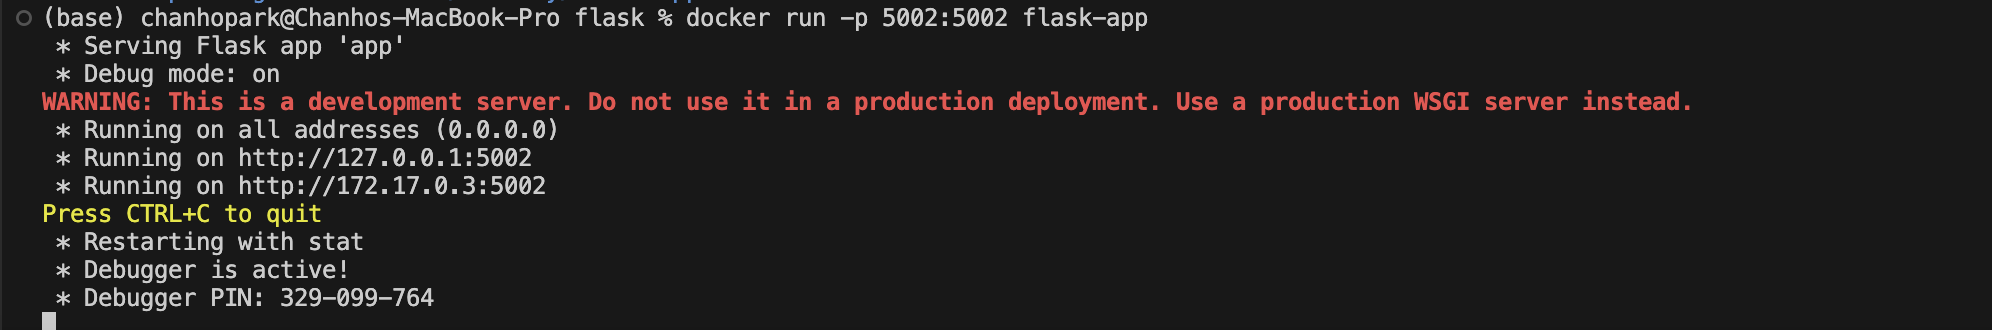 (base) chanhopark@Chanhos-MacBook-Pro flask % docker run -p 5002:5002 flask-app
* Serving Flask app 'app'
* Debug mode: on
WARNING: This is a development server. Do not use it in a production deployment. Use a production WSGI server instead.
* Running on all addresses (0.0.0.0)
* Running on http://127.0.0.1:5002
* Running on http://172.17.0.3:5002
Press CTRL+C to quit
* Restarting with stat
* Debugger is active!
* Debugger PIN: 329-099-764